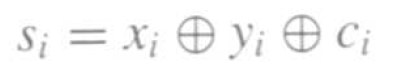 sᵢ = xᵢ ⊕ yᵢ ⊕ cᵢ